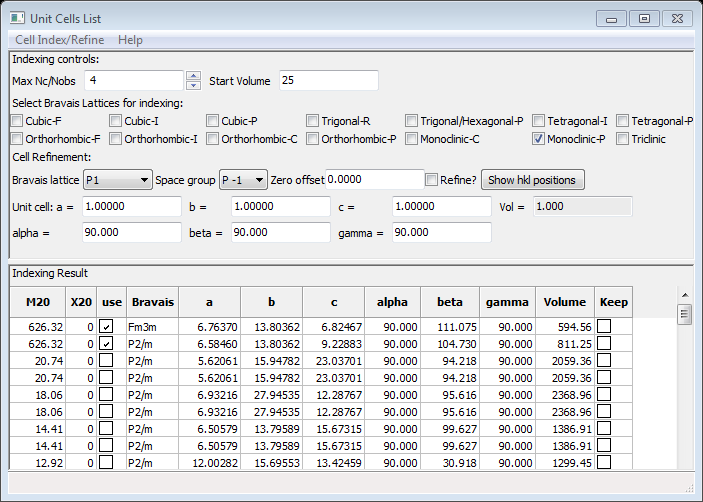 Unit Cells List
Cell Index/Refine Help
Indexing controls:
Max Nc/Nobs 4 Start Volume 25
Select Bravais Lattices for indexing:
Cubic-F Cubic-I Cubic-P Trigonal-R Trigonal/Hexagonal-P Tetragonal-I Tetragonal-P
Orthorhombic-F Orthorhombic-I Orthorhombic-C Orthorhombic-P Monoclinic-C Monoclinic-P Triclinic
Cell Refinement:
Bravais lattice P1 Space group P -1 Zero offset 0.0000 Refine? Show hkl positions
Unit cell: a = 1.00000 b = 1.00000 c = 1.00000 Vol = 1.000
alpha = 90.000 beta = 90.000 gamma = 90.000
Indexing Result
M20 X20 use Bravais a b c alpha beta gamma Volume Keep
626.32 0 Fm3m 6.76370 13.80362 6.82467 90.000 111.075 90.000 594.56
626.32 0 P2/m 6.58460 13.80362 9.22883 90.000 104.730 90.000 811.25
20.74 0 P2/m 5.62061 15.94782 23.03701 90.000 94.218 90.000 2059.36
20.74 0 P2/m 5.62061 15.94782 23.03701 90.000 94.218 90.000 2059.36
18.06 0 P2/m 6.93216 27.94535 12.28767 90.000 95.616 90.000 2368.96
18.06 0 P2/m 6.93216 27.94535 12.28767 90.000 95.616 90.000 2368.96
14.41 0 P2/m 6.50579 13.79589 15.67315 90.000 99.627 90.000 1386.91
14.41 0 P2/m 6.50579 13.79589 15.67315 90.000 99.627 90.000 1386.91
12.92 0 P2/m 12.00282 15.69553 13.42459 90.000 30.918 90.000 1299.45